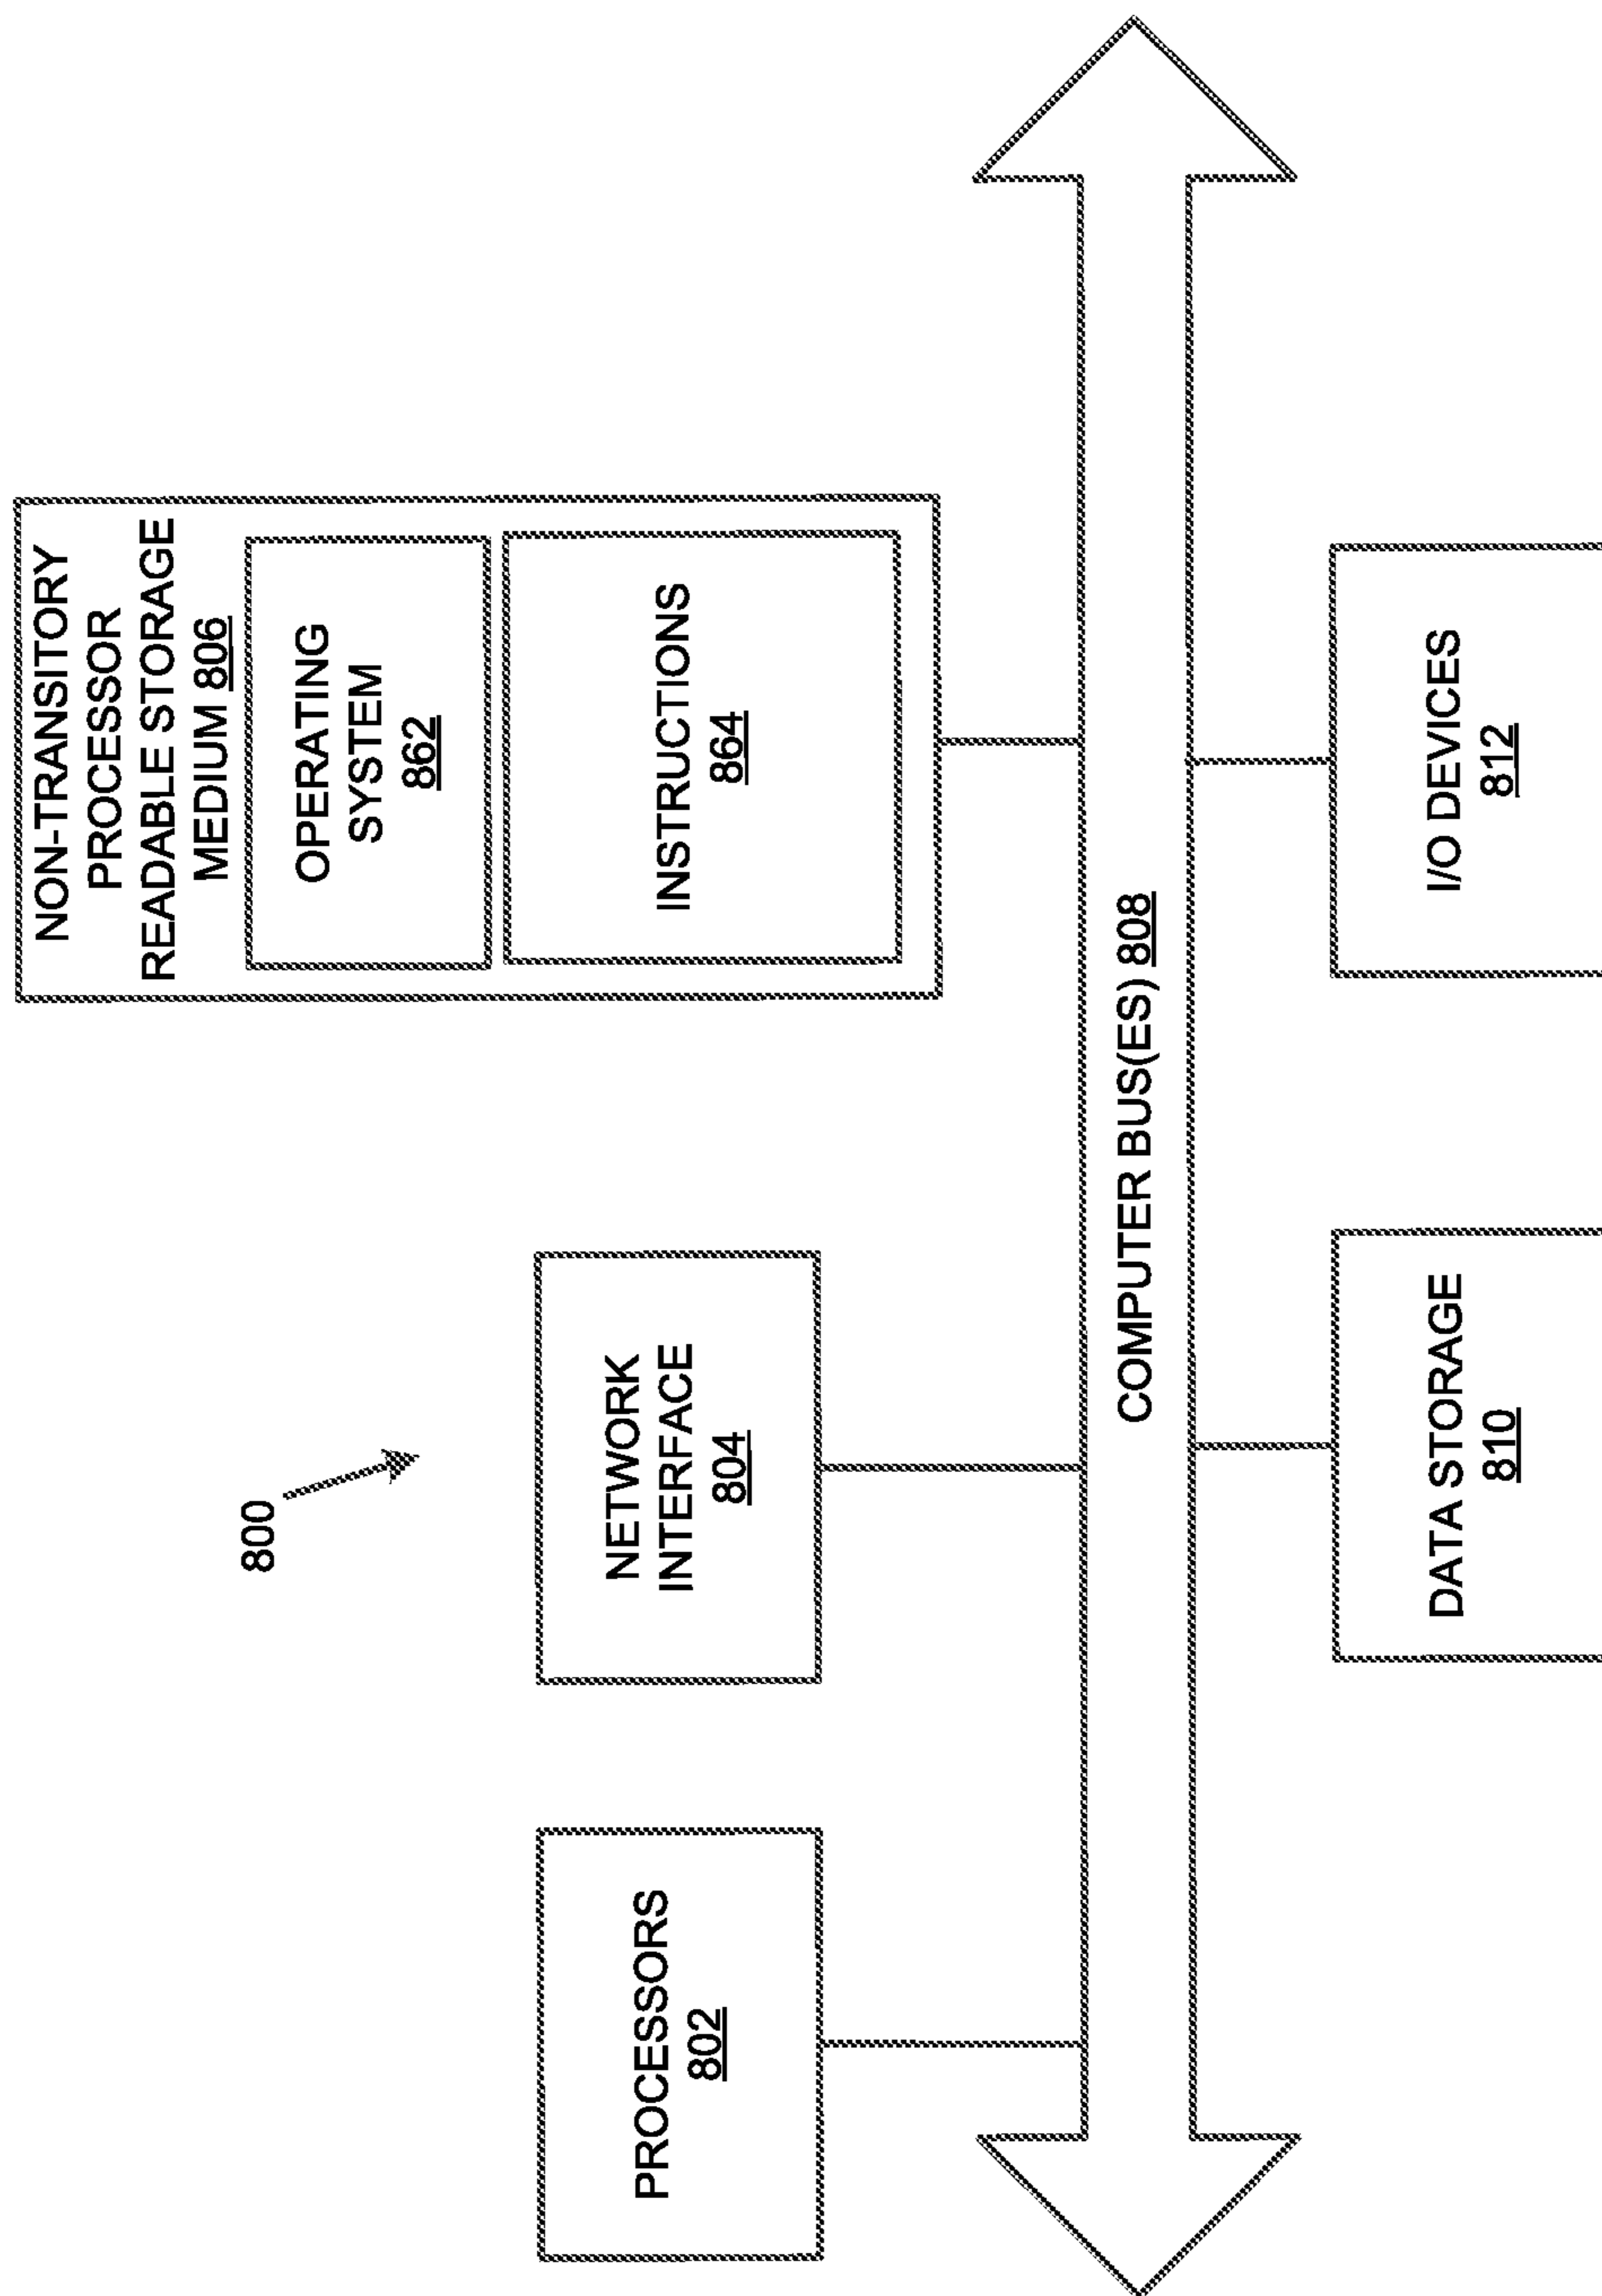 800
PROCESSORS
802
NETWORK
INTERFACE
804
NON-TRANSITORY
PROCESSOR
READABLE STORAGE
MEDIUM 806
OPERATING
SYSTEM
862
INSTRUCTIONS
864
COMPUTER BUS(ES) 808
DATA STORAGE
810
I/O DEVICES
812